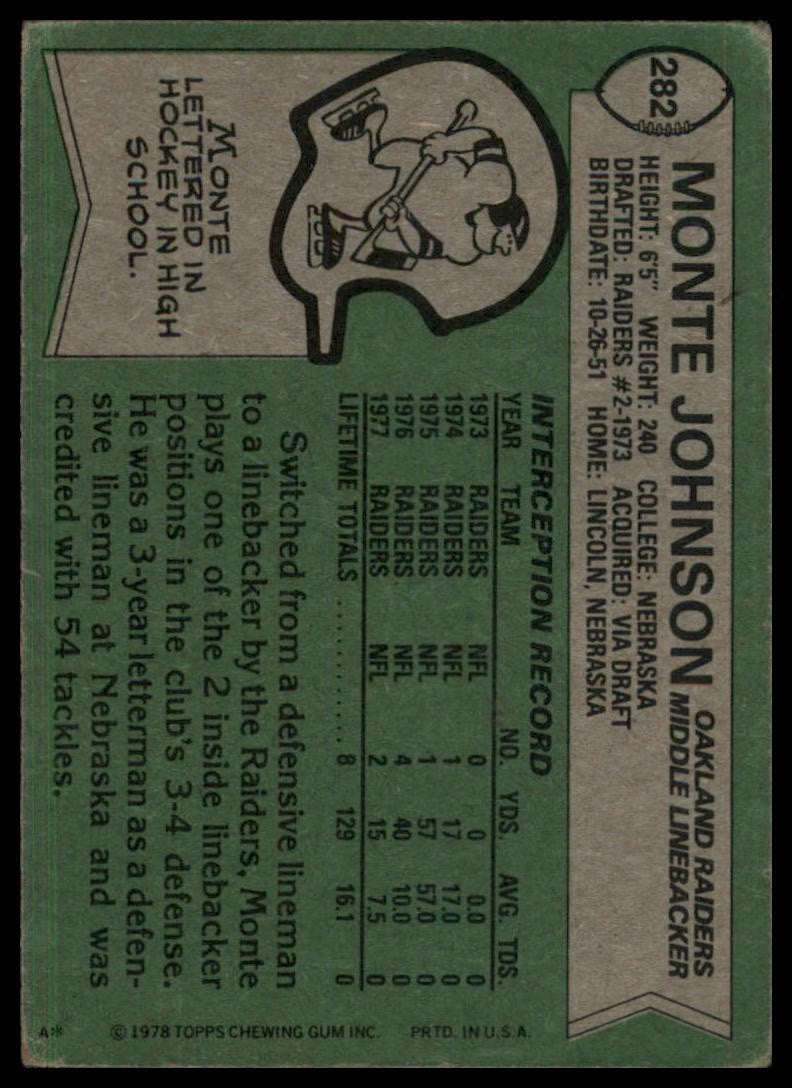 282
MONTE JOHNSON
OAKLAND RAIDERS
MIDDLE LINEBACKER
HEIGHT: 6'5" WEIGHT: 240 COLLEGE: NEBRASKA
DRAFTED: RAIDERS #2-1973 ACQUIRED: VIA DRAFT
BIRTHDATE: 10-26-51 HOME: LINCOLN, NEBRASKA
MONTE
LETTERED IN
HOCKEY IN HIGH
SCHOOL.
INTERCEPTION RECORD
YEAR TEAM NO. YDS. AVG. TDS.
1973 RAIDERS NFL 0 0 0.0 0
1974 RAIDERS NFL 1 17 17.0 0
1975 RAIDERS NFL 1 57 57.0 0
1976 RAIDERS NFL 4 40 10.0 0
1977 RAIDERS NFL 2 15 7.5 0
LIFETIME TOTALS ............ 8 129 16.1 0
Switched from a defensive lineman
to a linebacker by the Raiders, Monte
plays one of the 2 inside linebacker
positions in the club's 3-4 defense.
He was a 3-year letterman as a defen-
sive lineman at Nebraska and was
credited with 54 tackles.
A* © 1978 TOPPS CHEWING GUM INC. PRTD. IN U.S.A.